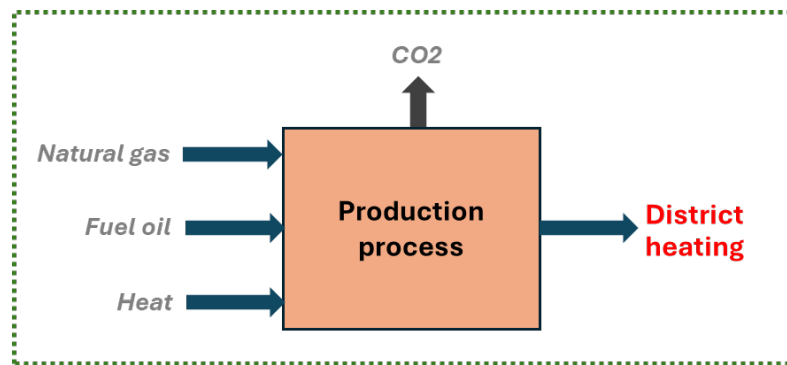 CO2
Natural gas
Fuel oil
Heat
Production
process
District
heating